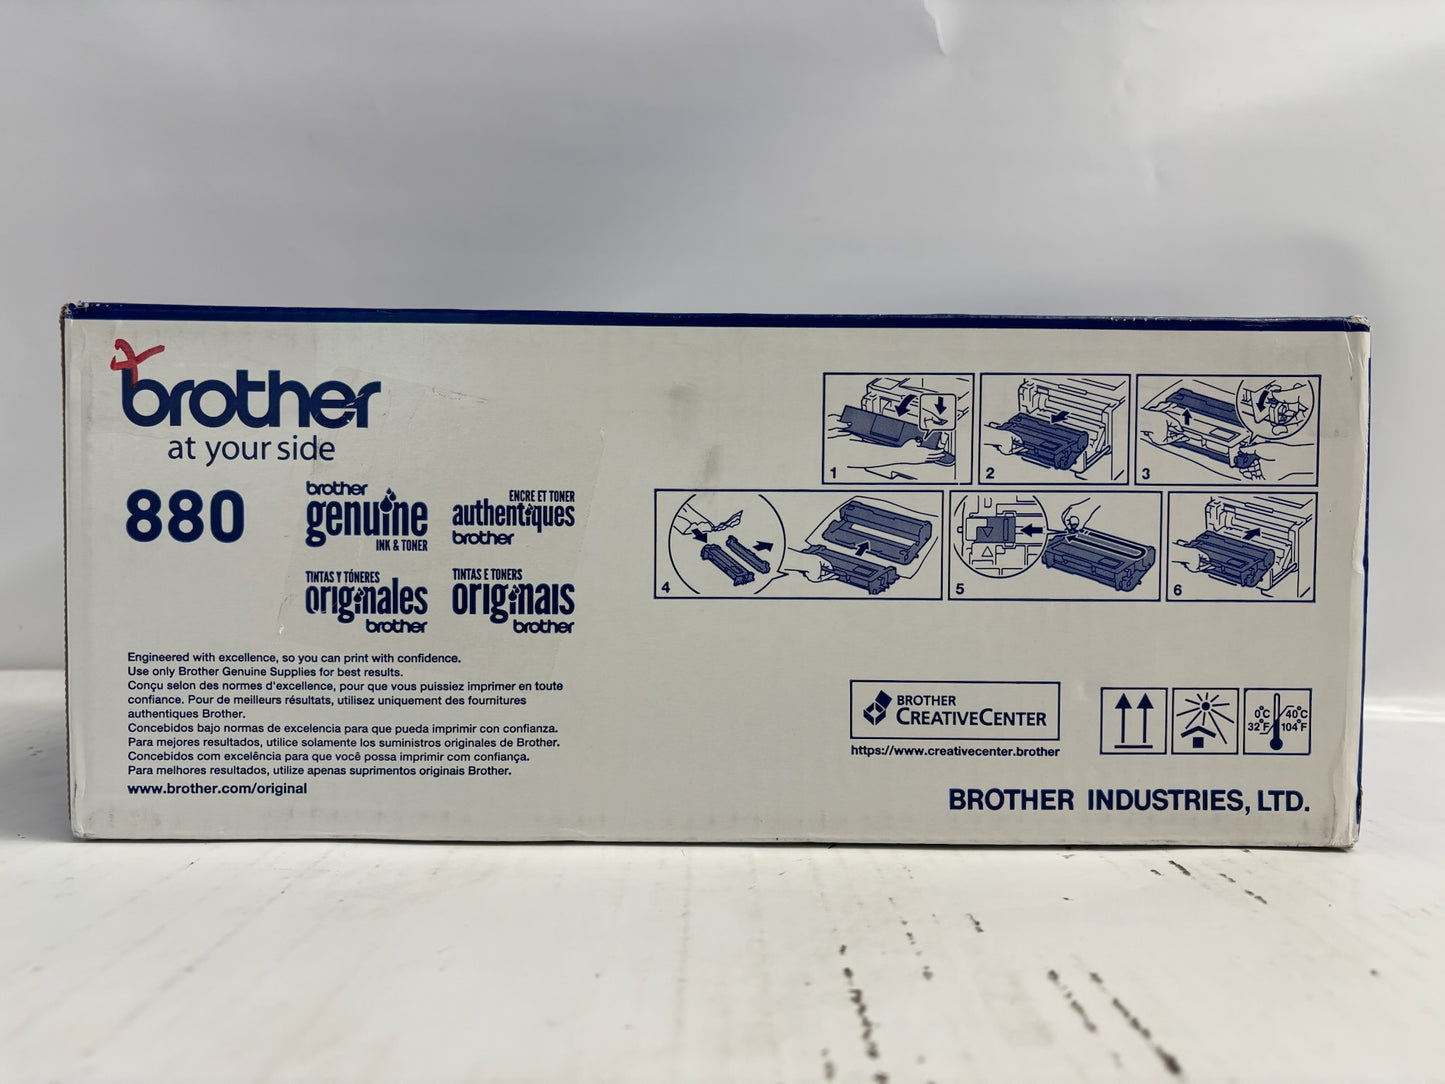 brother
at your side
880
brother
genuine
INK & TONER
ENCRE ET TONER
authentiques
brother
TINTAS Y TÓNERES
originales
brother
TINTAS E TONERS
originais
brother
Engineered with excellence, so you can print with confidence.
Use only Brother Genuine Supplies for best results.
Conçu selon des normes d'excellence, pour que vous puissiez imprimer en toute
confiance. Pour de meilleurs résultats, utilisez uniquement des fournitures
authentiques Brother.
Concebidos bajo normas de excelencia para que pueda imprimir con confianza.
Para mejores resultados, utilice solamente los suministros originales de Brother.
Concebidos com excelência para que você possa imprimir com confiança.
Para melhores resultados, utilize apenas suprimentos originais Brother.
www.brother.com/original
1
2
3
4
5
6
BROTHER
CREATIVECENTER
https://www.creativecenter.brother
0°C
32°F
40°C
104°F
BROTHER INDUSTRIES, LTD.